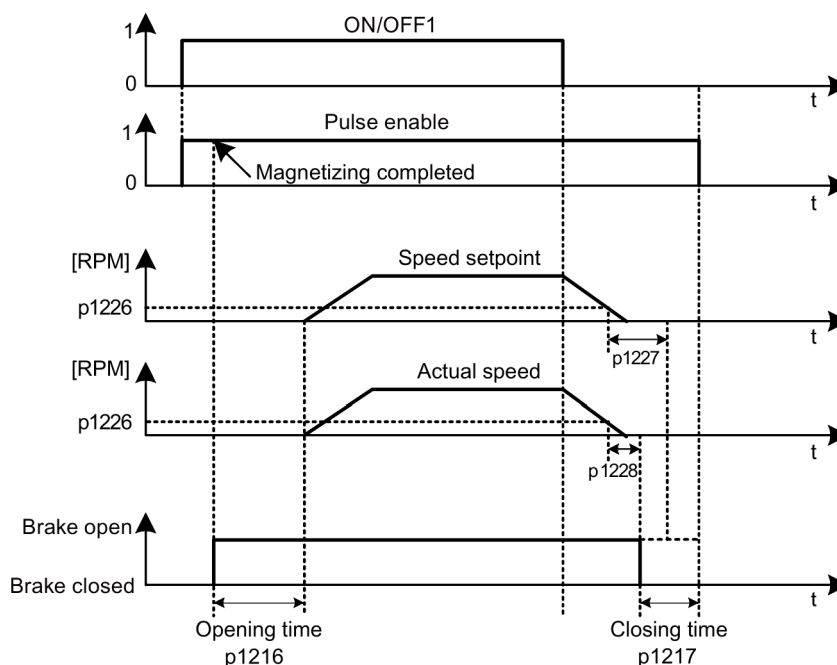 ON/OFF1
1
0
t
Pulse enable
1
Magnetizing completed
0
t
[RPM]
Speed setpoint
p1226
t
p1227
[RPM]
Actual speed
p1226
t
p1228
Brake open
Brake closed
t
Opening time
p1216
Closing time
p1217